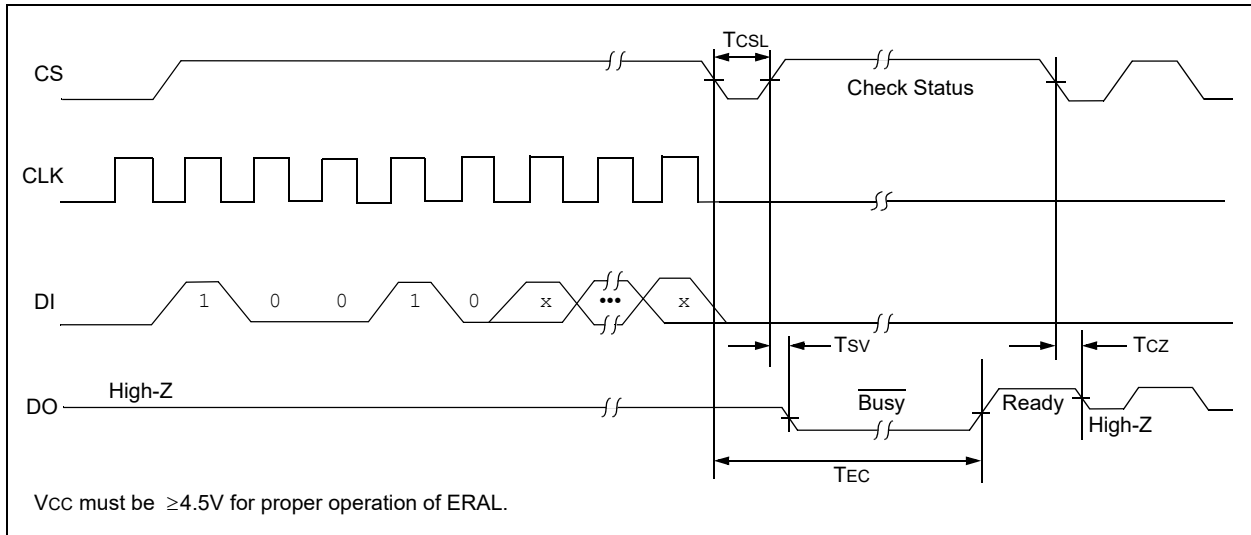 TCSL
CS
Check Status
CLK
DI
1 0 0 1 0 x ••• x
TSV
TCZ
High-Z
DO
Busy
Ready
High-Z
TEC
VCC must be ≥4.5V for proper operation of ERAL.